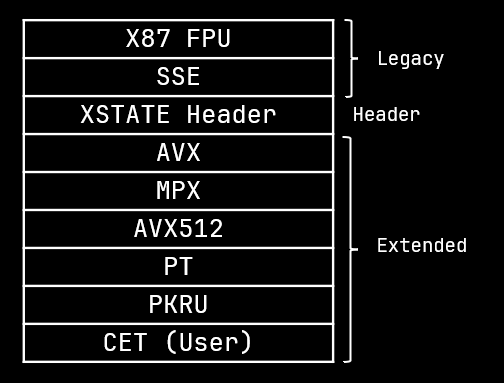 X87 FPU
SSE
Legacy
XSTATE Header
Header
AVX
MPX
AVX512
PT
PKRU
CET (User)
Extended